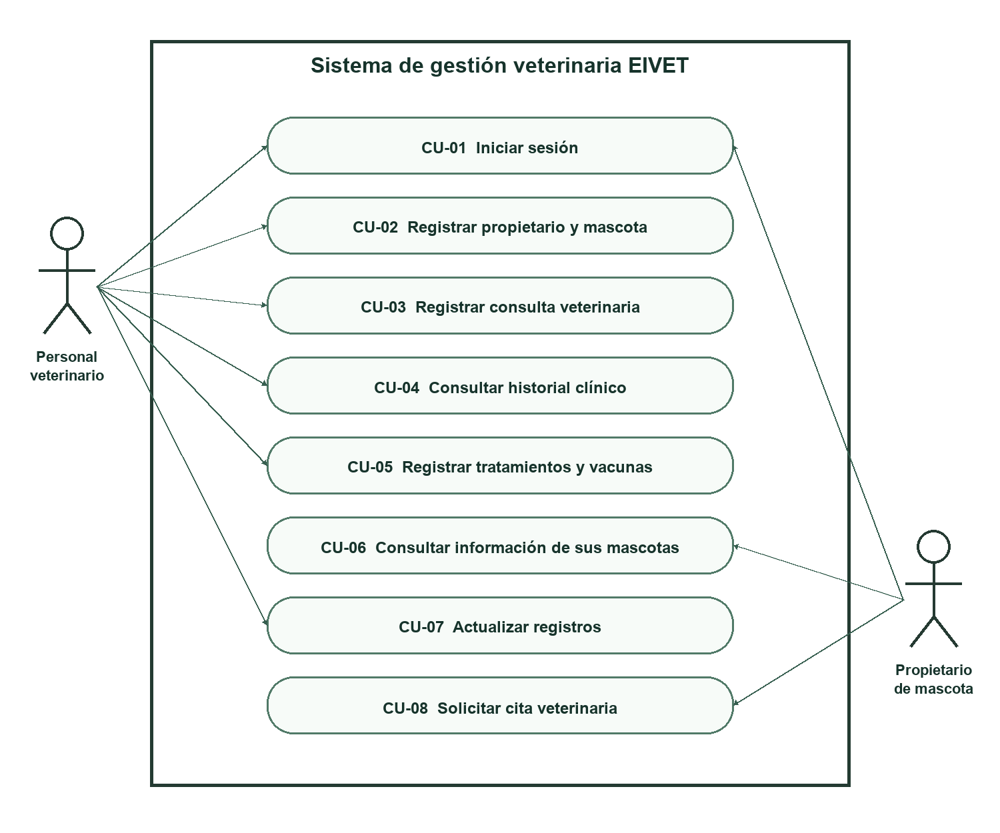 Sistema de gestión veterinaria EIVET
CU-01 Iniciar sesión
CU-02 Registrar propietario y mascota
CU-03 Registrar consulta veterinaria
Personal
veterinario
CU-04 Consultar historial clínico
CU-05 Registrar tratamientos y vacunas
CU-06 Consultar información de sus mascotas
CU-07 Actualizar registros
Propietario
de mascota
CU-08 Solicitar cita veterinaria